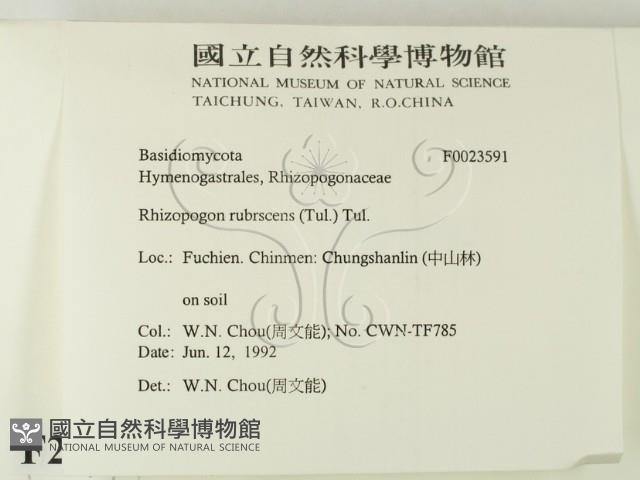 國立自然科學博物館
NATIONAL MUSEUM OF NATURAL SCIENCE
TAICHUNG, TAIWAN, R.O.CHINA
Basidiomycota F0023591
Hymenogastrales, Rhizopogonaceae
Rhizopogon rubrscens (Tul.) Tul.
Loc.: Fuchien. Chinmen: Chungshanlin (中山林)
on soil
Col.: W.N. Chou(周文能); No. CWN-TF785
Date: Jun. 12, 1992
Det.: W.N. Chou(周文能)
國立自然科學博物館
NATIONAL MUSEUM OF NATURAL SCIENCE
F2